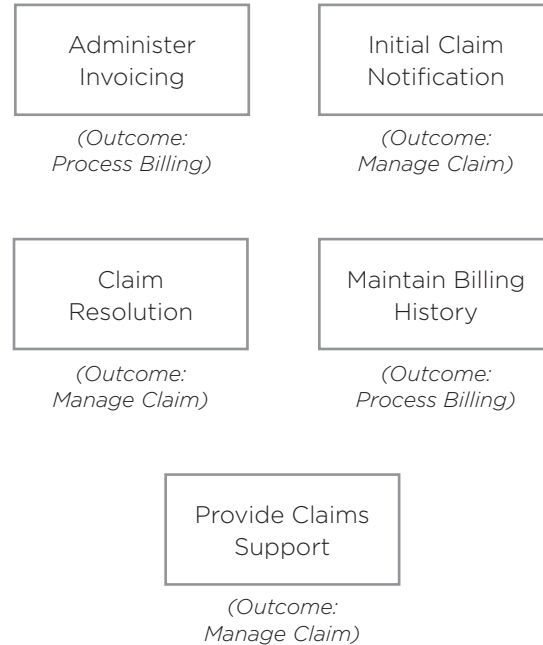 Administer
Invoicing
(Outcome:
Process Billing)
Initial Claim
Notification
(Outcome:
Manage Claim)
Claim
Resolution
(Outcome:
Manage Claim)
Maintain Billing
History
(Outcome:
Process Billing)
Provide Claims
Support
(Outcome:
Manage Claim)